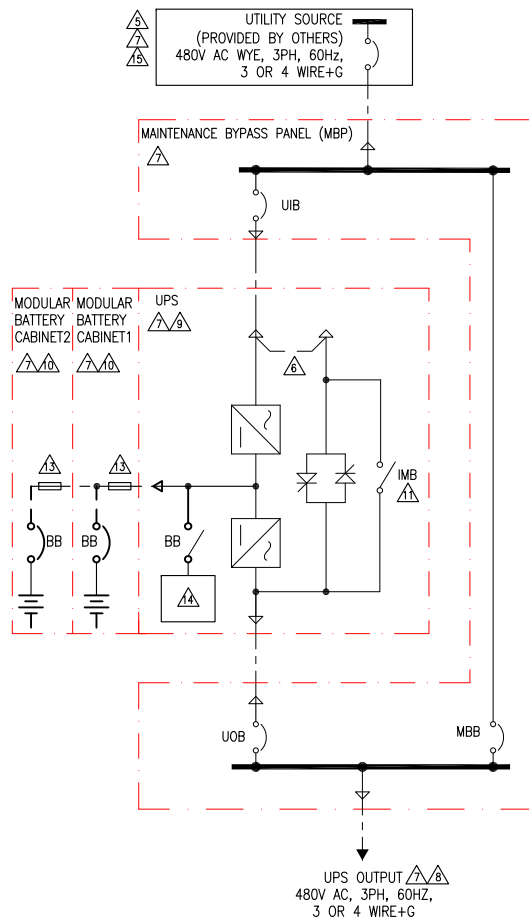 5
7
15
UTILITY SOURCE
(PROVIDED BY OTHERS)
480V AC WYE, 3PH, 60Hz,
3 OR 4 WIRE+G
MAINTENANCE BYPASS PANEL (MBP)
7
UIB
MODULAR
BATTERY
CABINET2
7 10
MODULAR
BATTERY
CABINET1
7 10
UPS
7 9
6
13
13
IMB
11
BB
BB
BB
14
UOB
MBB
UPS OUTPUT 7 8
480V AC, 3PH, 60HZ,
3 OR 4 WIRE+G